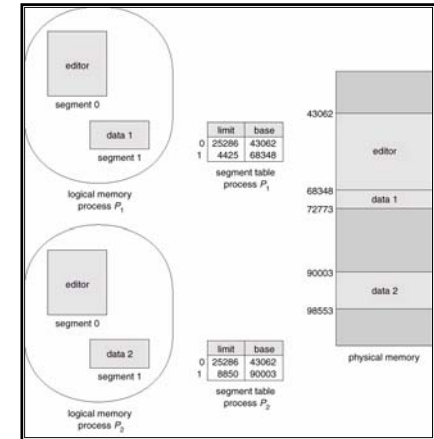 editor
segment 0
data 1
segment 1
logical memory
process P1
limit base
0 25286 43062
1 4425 68348
segment table
process P1
editor
segment 0
data 2
segment 1
logical memory
process P2
limit base
0 25286 43062
1 8850 90003
segment table
process P2
43062
editor
68348
data 1
72773
90003
data 2
98553
physical memory